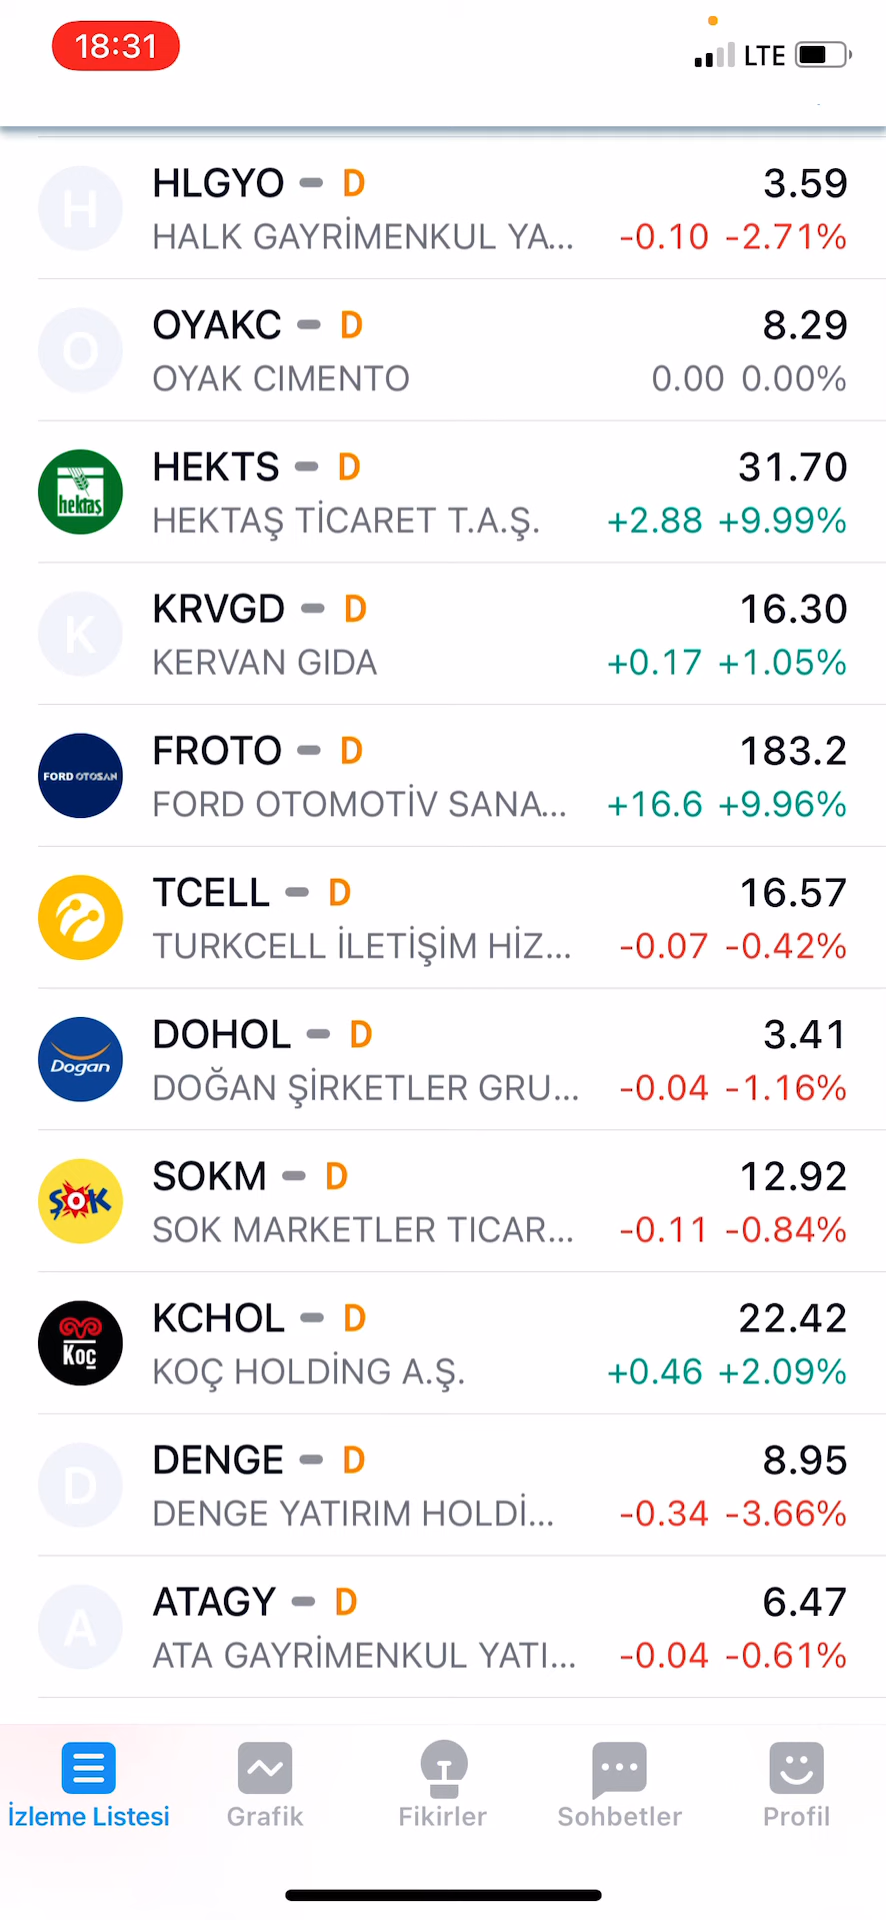 18:31 LTE
H HLGYO D 3.59
HALK GAYRİMENKUL YA... -0.10 -2.71%
O OYAKC D 8.29
OYAK CIMENTO 0.00 0.00%
hektaş HEKTS D 31.70
HEKTAŞ TİCARET T.A.Ş. +2.88 +9.99%
K KRVGD D 16.30
KERVAN GIDA +0.17 +1.05%
FORD OTOSAN FROTO D 183.2
FORD OTOMOTİV SANA... +16.6 +9.96%
TCELL D 16.57
TURKCELL İLETİŞİM HİZ... -0.07 -0.42%
Dogan DOHOL D 3.41
DOĞAN ŞİRKETLER GRU... -0.04 -1.16%
ŞOK SOKM D 12.92
SOK MARKETLER TICAR... -0.11 -0.84%
Koç KCHOL D 22.42
KOÇ HOLDİNG A.Ş. +0.46 +2.09%
D DENGE D 8.95
DENGE YATIRIM HOLDİ... -0.34 -3.66%
A ATAGY D 6.47
ATA GAYRİMENKUL YATI... -0.04 -0.61%
İzleme Listesi Grafik Fikirler Sohbetler Profil